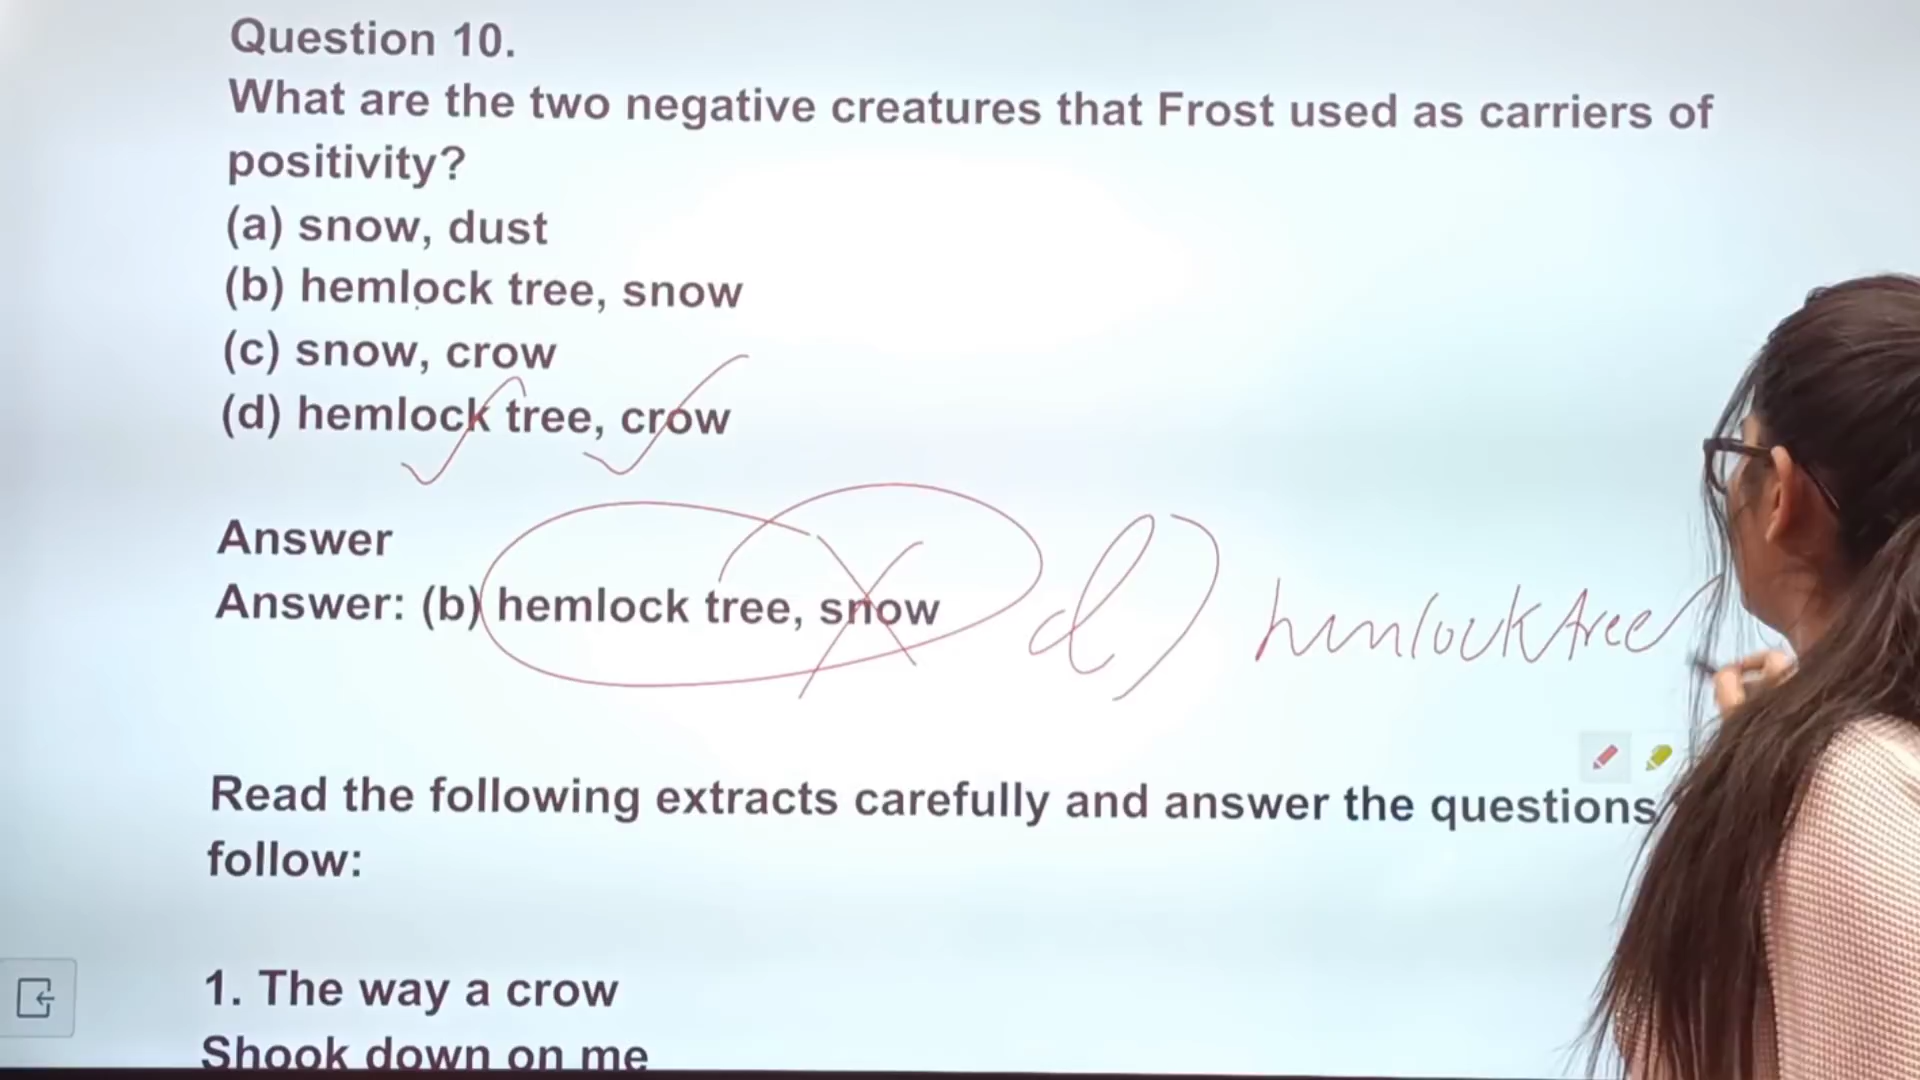 Question 10.
What are the two negative creatures that Frost used as carriers of
positivity?
(a) snow, dust
(b) hemlock tree, snow
(c) snow, crow
(d) hemlock tree, crow
Answer
Answer: (b) hemlock tree, snow
d) hemlock tree
Read the following extracts carefully and answer the questions
follow:
1. The way a crow
Shook down on me